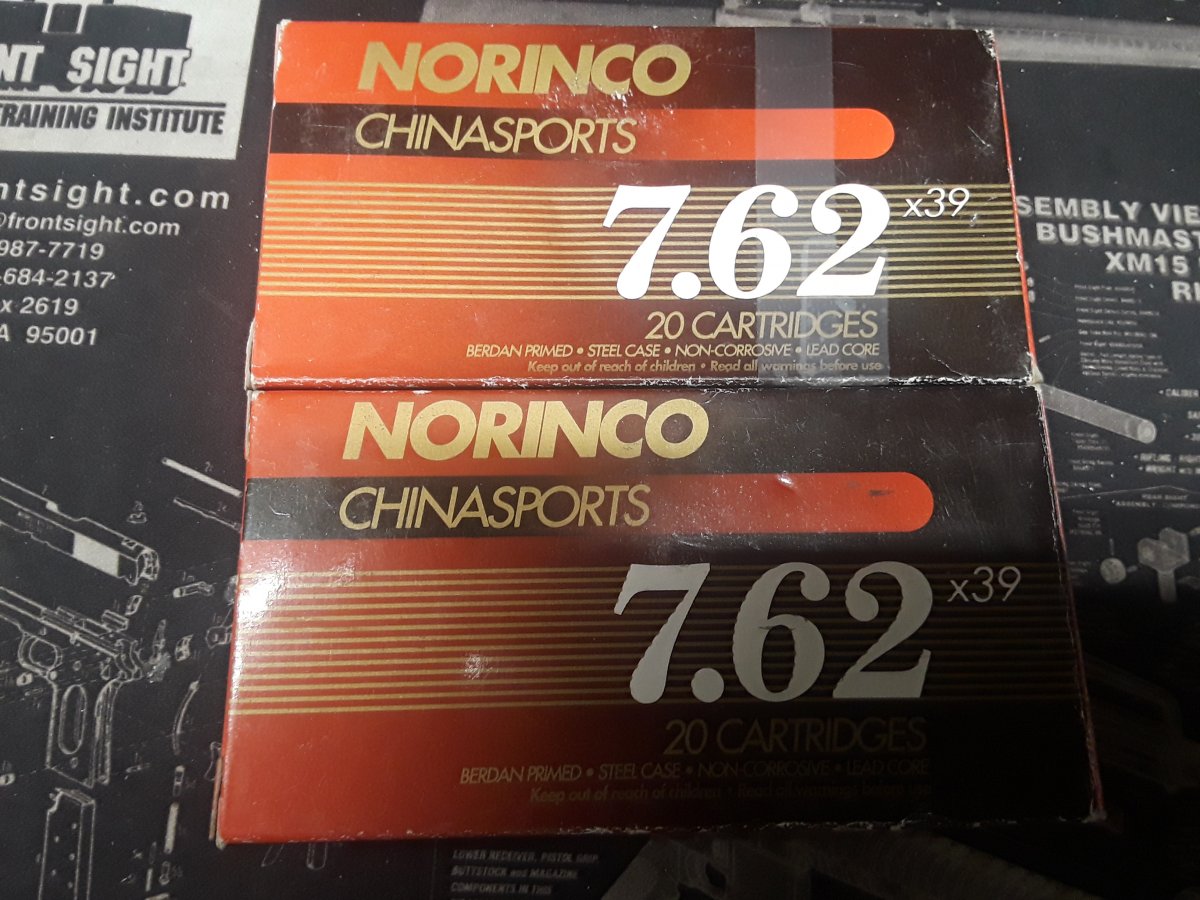 NT SIGHT
TRAINING INSTITUTE
ntsight.com
@frontsight.com
987-7719
-684-2137
x 2619
A 95001
NORINCO
CHINASPORTS
7.62 x39
20 CARTRIDGES
BERDAN PRIMED • STEEL CASE • NON-CORROSIVE • LEAD CORE
Keep out of reach of children • Read all warnings before use
NORINCO
CHINASPORTS
7.62 x39
20 CARTRIDGES
BERDAN PRIMED • STEEL CASE • NON-CORROSIVE • LEAD CORE
Keep out of reach of children • Read all warnings before use
SEMBLY VIE
BUSHMAST
XM15
LOWER RECEIVER, PISTOL GRIP
BUTTSTOCK and MAGAZINE
COMPONENTS IN THIS